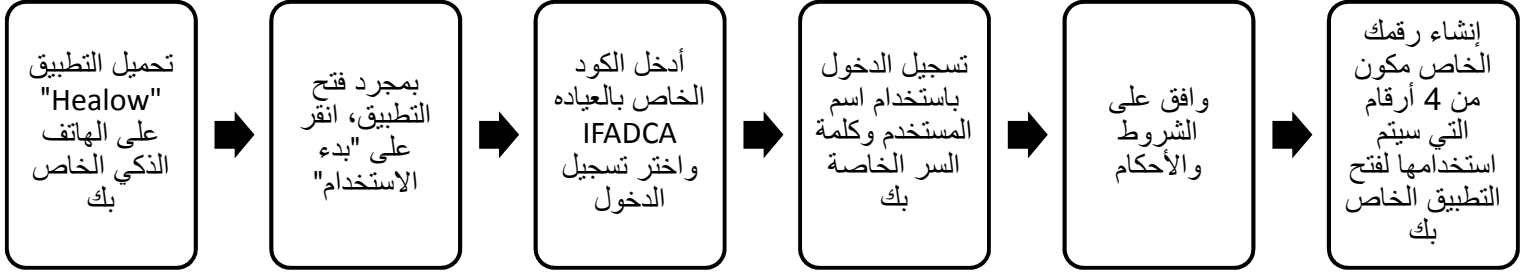 تحميل التطبيق
"Healow"
على الهاتف
الذكي الخاص
بك
بمجرد فتح
التطبيق، انقر
على "بدء
الاستخدام"
أدخل الكود
الخاص بالعياده
IFADCA
واختر تسجيل
الدخول
تسجيل الدخول
باستخدام اسم
المستخدم وكلمة
السر الخاصة
بك
وافق على
الشروط
والأحكام
إنشاء رقمك
الخاص مكون
من 4 أرقام
التي سيتم
استخدامها لفتح
التطبيق الخاص
بك